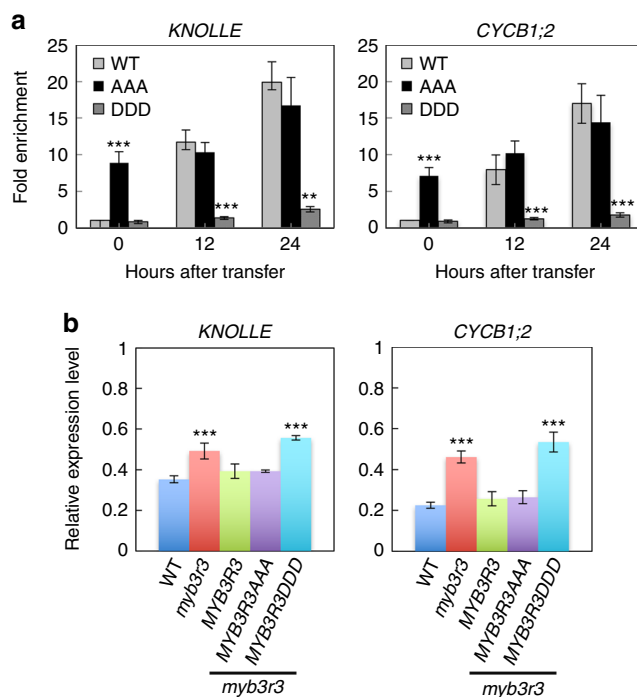 a
KNOLLE
CYCB1;2
Fold enrichment
25
20
15
10
5
0
WT
AAA
DDD
***
***
**
0
12
24
Hours after transfer
25
20
15
10
5
0
WT
AAA
DDD
***
***
***
0
12
24
Hours after transfer
b
KNOLLE
CYCB1;2
Relative expression level
1
0.8
0.6
0.4
0.2
0
***
***
WT
myb3r3
MYB3R3
MYB3R3AAA
MYB3R3DDD
myb3r3
1
0.8
0.6
0.4
0.2
0
***
***
WT
myb3r3
MYB3R3
MYB3R3AAA
MYB3R3DDD
myb3r3